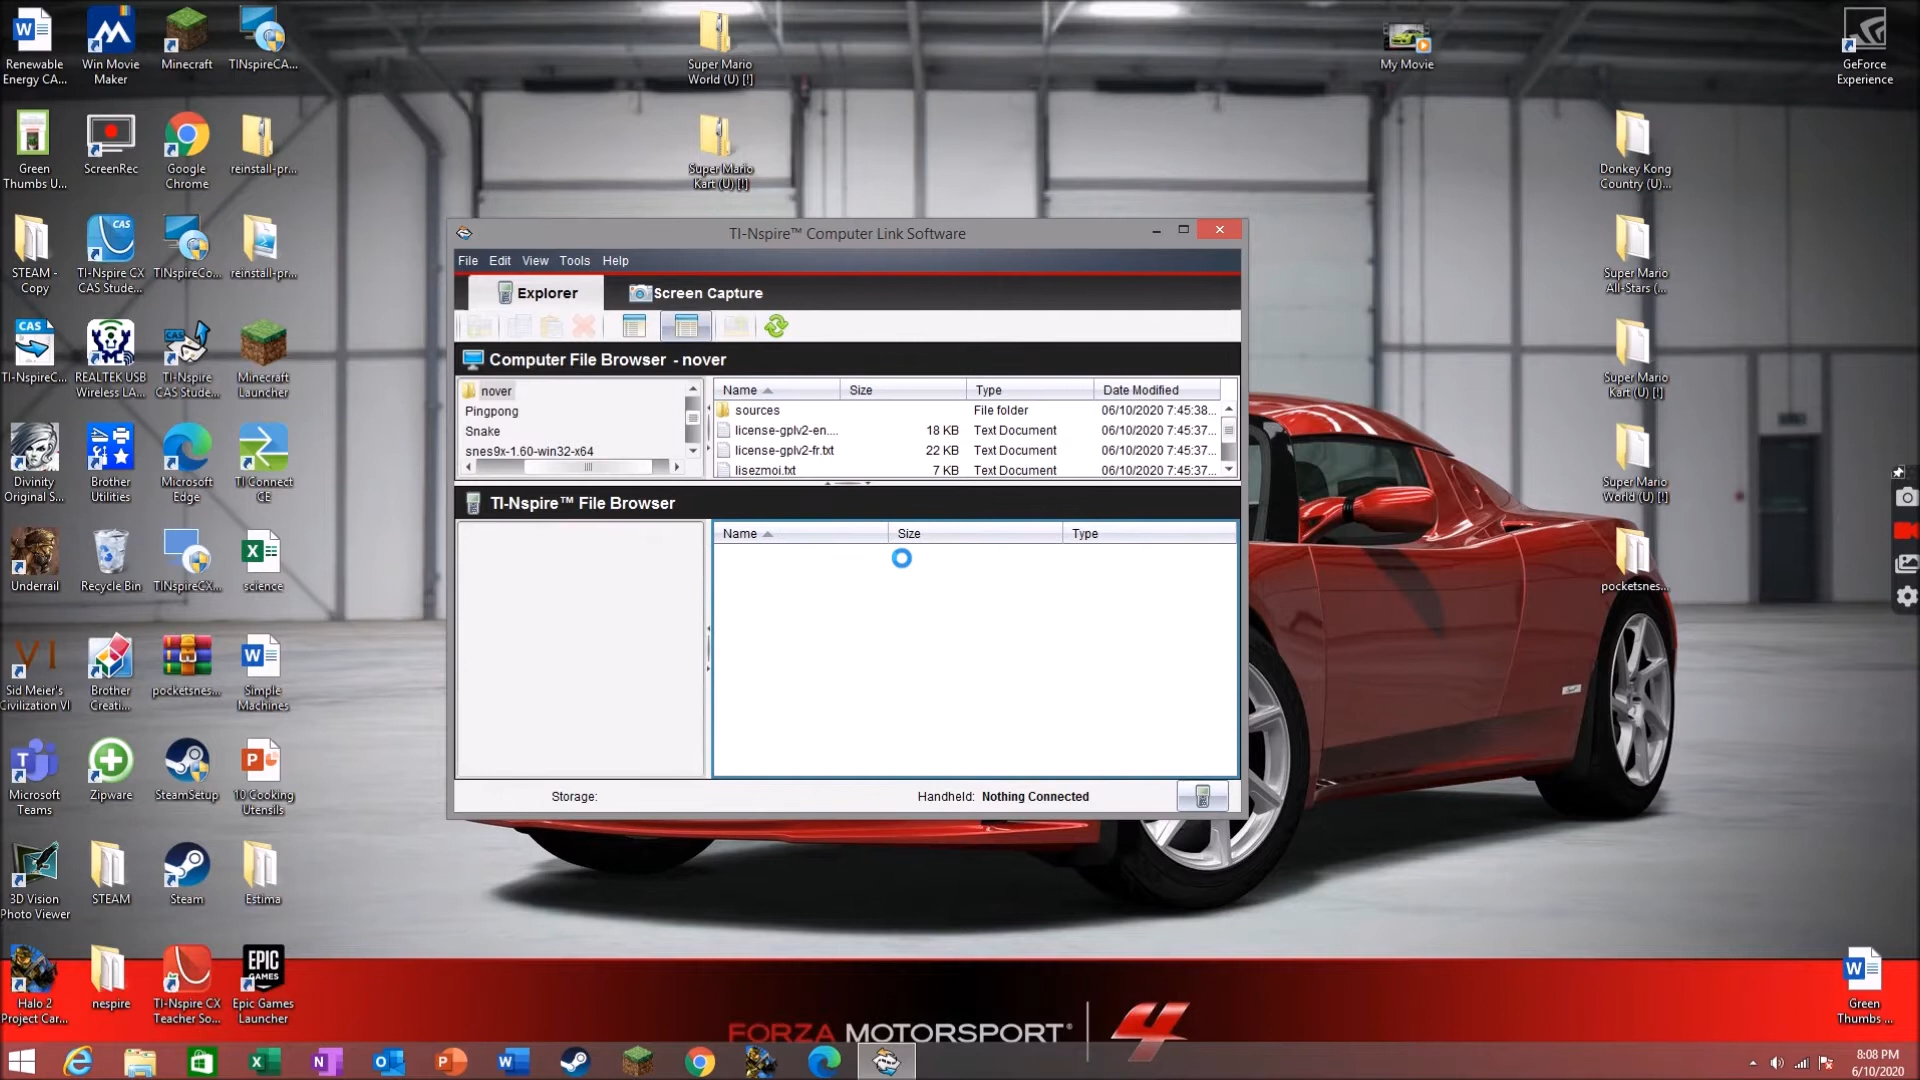 Renewable
Energy CA...
Win Movie
Maker
Minecraft
TINspireCA...
Super Mario
World (U) [!]
My Movie
GeForce
Experience
Green
Thumbs U...
ScreenRec
Google
Chrome
reinstall-pr...
Super Mario
Kart (U) [!]
Donkey Kong
Country (U)...
STEAM -
Copy
CAS
TI-Nspire CX
CAS Stude...
TINspireCo...
reinstall-pr...
Super Mario
All-Stars (...
TI-Nspire™ Computer Link Software
File Edit View Tools Help
Explorer
Screen Capture
Computer File Browser - nover
nover
Pingpong
Snake
snes9x-1.60-win32-x64
Name Size Type Date Modified
sources File folder 06/10/2020 7:45:38...
license-gplv2-en.... 18 KB Text Document 06/10/2020 7:45:37...
license-gplv2-fr.txt 22 KB Text Document 06/10/2020 7:45:37...
lisezmoi.txt 7 KB Text Document 06/10/2020 7:45:37...
TI-Nspire™ File Browser
Name Size Type
Storage:
Handheld: Nothing Connected
CAS
TI-NspireC...
REALTEK USB
Wireless LA...
CAS
TI-Nspire
CAS Stude...
Minecraft
Launcher
Super Mario
Kart (U) [!]
Divinity
Original S...
Brother
Utilities
Microsoft
Edge
TI Connect
CE
Super Mario
World (U) [!]
Underrail
Recycle Bin
TINspireCX...
science
pocketsnes...
VI
Sid Meier's
Civilization VI
Brother
Creati...
pocketsnes...
Simple
Machines
Microsoft
Teams
Zipware
SteamSetup
10 Cooking
Utensils
3D Vision
Photo Viewer
STEAM
Steam
Estima
Halo 2
Project Car...
nespire
TI-Nspire CX
Teacher So...
EPIC
GAMES
Epic Games
Launcher
Green
Thumbs ...
FORZA MOTORSPORT 4
8:08 PM
6/10/2020